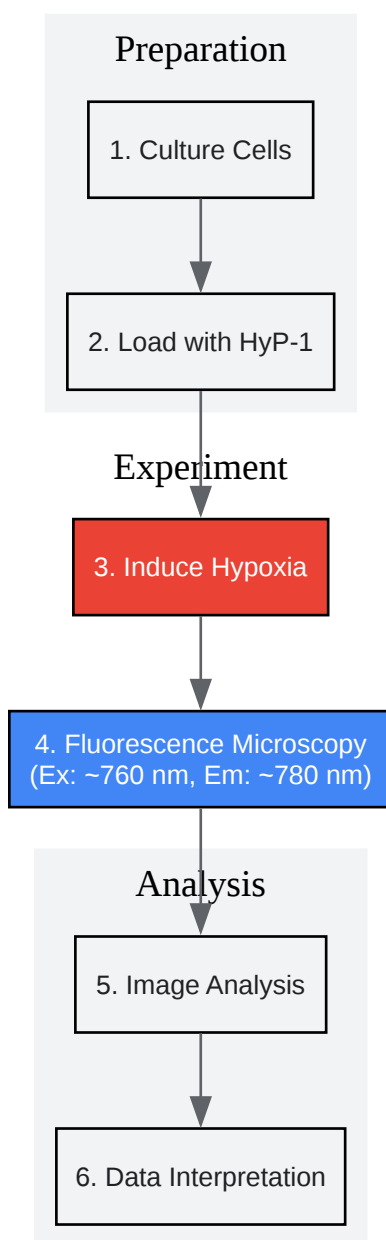 Preparation
1. Culture Cells
2. Load with HyP-1
Experiment
3. Induce Hypoxia
4. Fluorescence Microscopy
(Ex: ~760 nm, Em: ~780 nm)
Analysis
5. Image Analysis
6. Data Interpretation